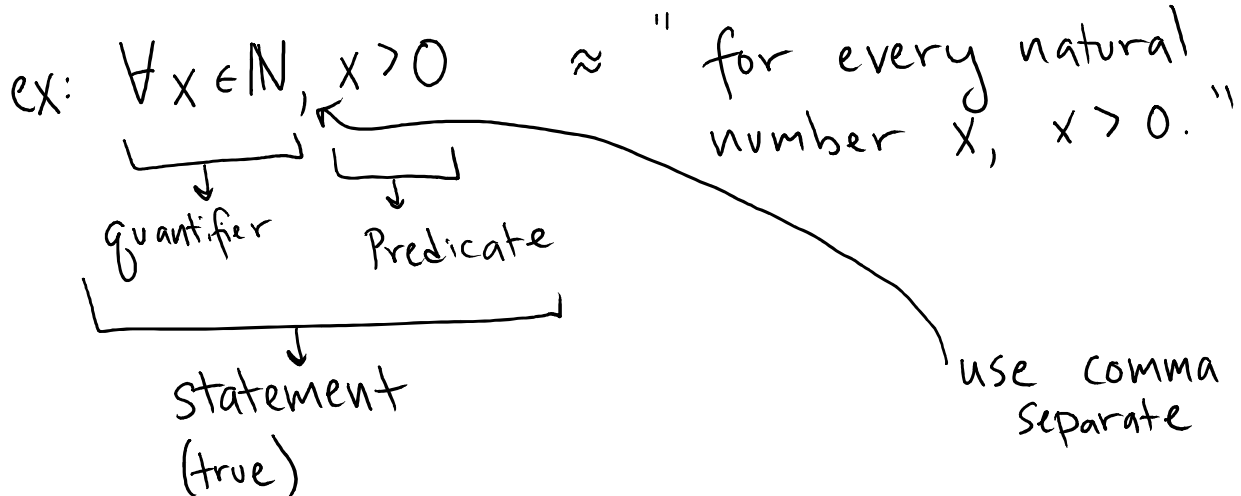 ex: ∀x∈ℕ, x>0 ≈ "for every natural
number x, x>0."
quantifier Predicate
statement
(true)
use comma
separate